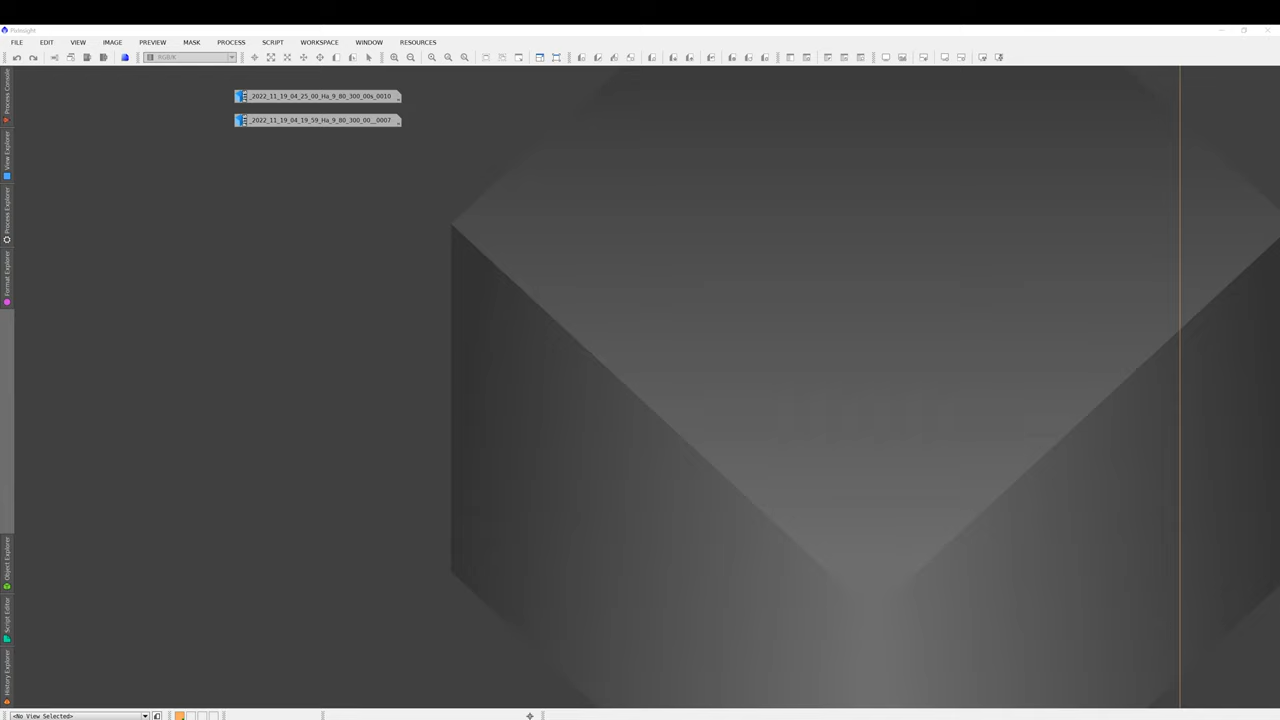 PixInsight
FILE EDIT VIEW IMAGE PREVIEW MASK PROCESS SCRIPT WORKSPACE WINDOW RESOURCES
RGB/K
Process Console
View Explorer
Process Explorer
Format Explorer
Object Explorer
Script Editor
History Explorer
_2022_11_19_04_25_00_Ha_9_80_300_00s_0010
_2022_11_19_04_19_59_Ha_9_80_300_00__0007
<No View Selected>